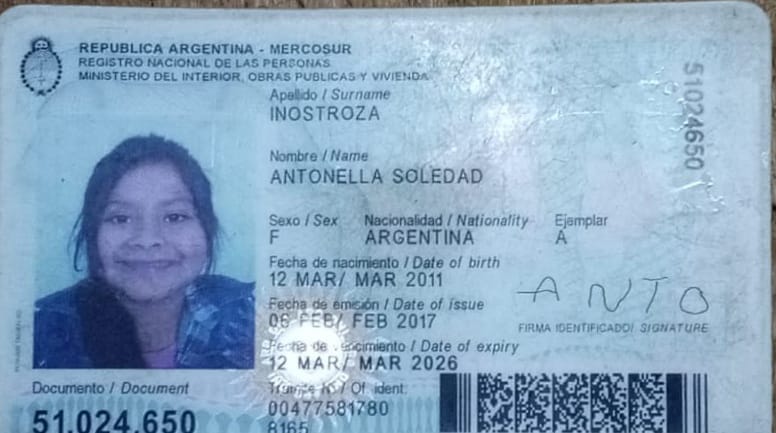 REPUBLICA ARGENTINA - MERCOSUR
REGISTRO NACIONAL DE LAS PERSONAS
MINISTERIO DEL INTERIOR, OBRAS PUBLICAS Y VIVIENDA
Apellido / Surname
INOSTROZA
Nombre / Name
ANTONELLA SOLEDAD
Sexo / Sex Nacionalidad / Nationality Ejemplar
F ARGENTINA A
Fecha de nacimiento / Date of birth
12 MAR/ MAR 2011
Fecha de emisión / Date of issue
06 FEB/ FEB 2017
Fecha de vencimiento / Date of expiry
12 MAR/ MAR 2026
ANTO
FIRMA IDENTIFICADO/ SIGNATURE
Documento / Document
51.024.650
Trámite Nº / Of. ident.
00477581780
8165
51024650